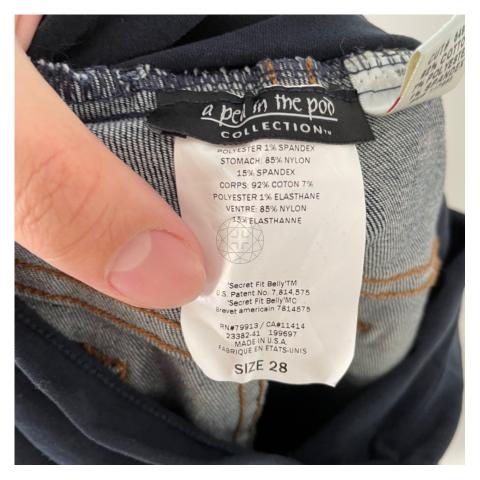 a pea in the pod
COLLECTION™
POLYESTER 1% SPANDEX
STOMACH: 85% NYLON
15% SPANDEX
CORPS: 92% COTON 7%
POLYESTER 1% ELASTHANE
VENTRE: 85% NYLON
15% ELASTHANNE
'Secret Fit Belly'TM
U.S. Patent No. 7,814,575
'Secret Fit Belly'MC
Brevet americain 7814575
RN#79913 / CA#11414
23382-41 199697
MADE IN U.S.A.
FABRIQUE EN ETATS-UNIS
SIZE 28